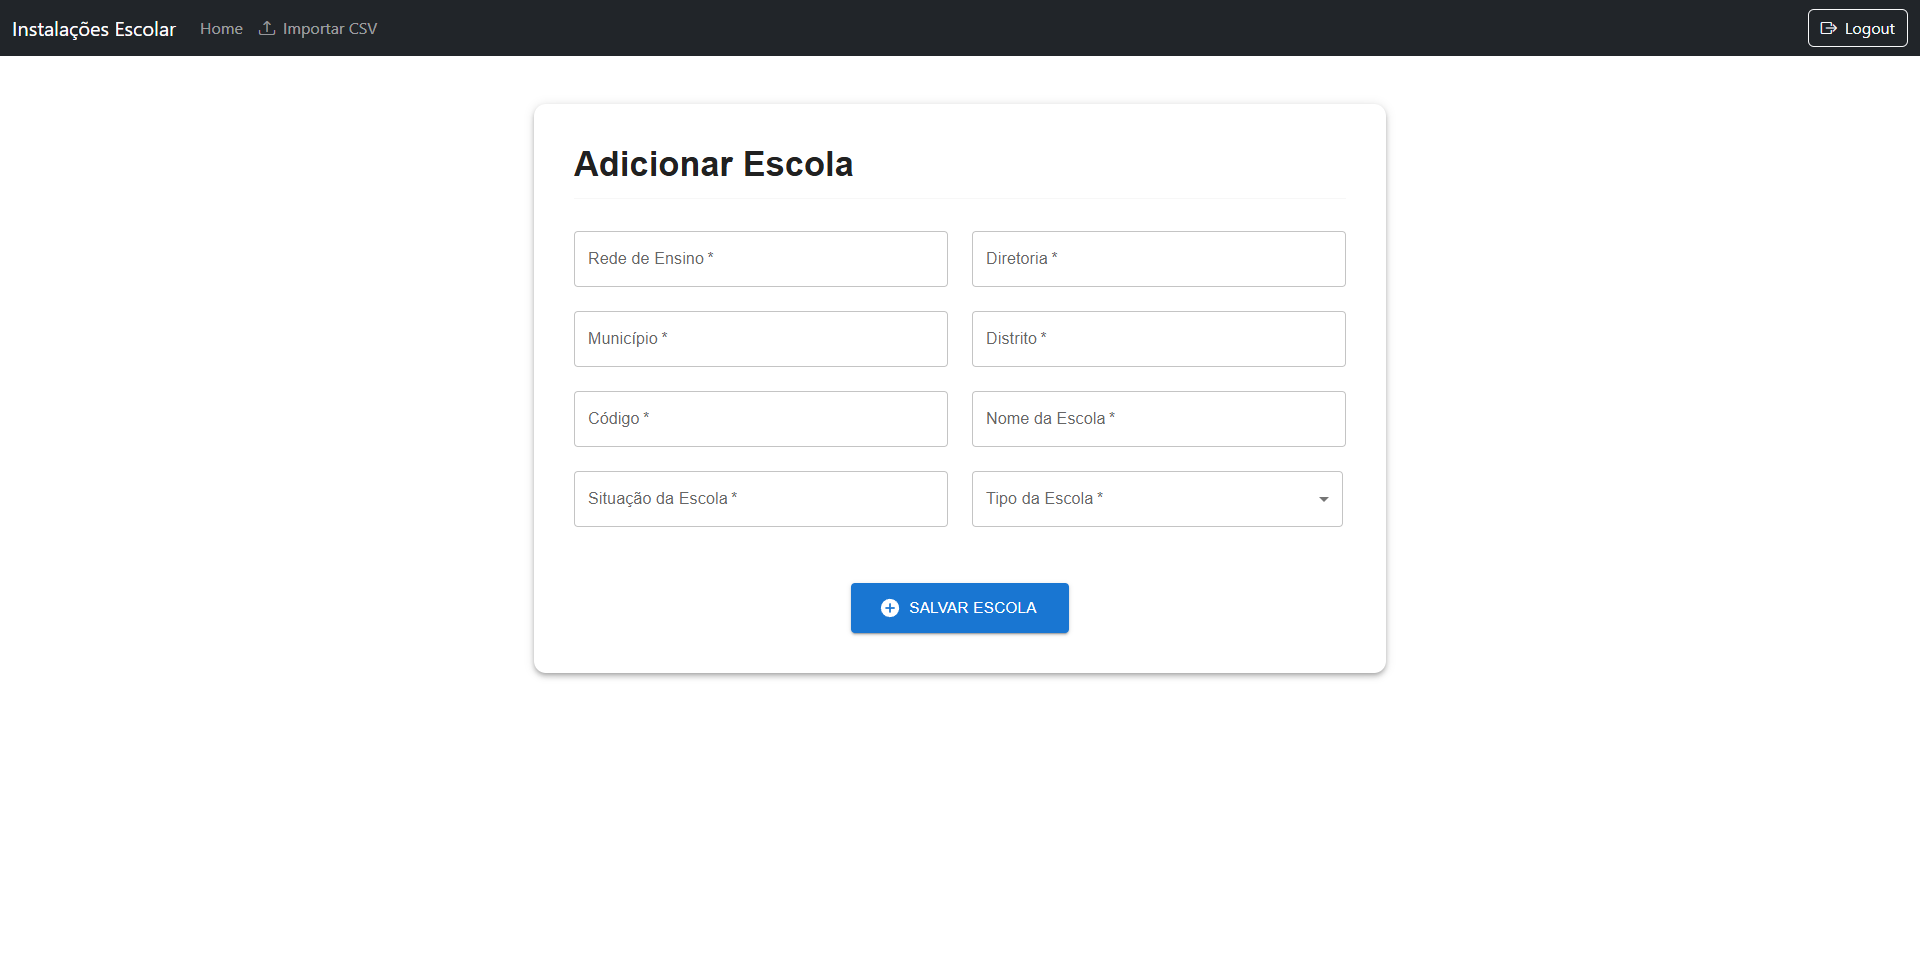 Instalações Escolar
Home
Importar CSV
Logout
Adicionar Escola
Rede de Ensino *
Diretoria *
Município *
Distrito *
Código *
Nome da Escola *
Situação da Escola *
Tipo da Escola *
SALVAR ESCOLA